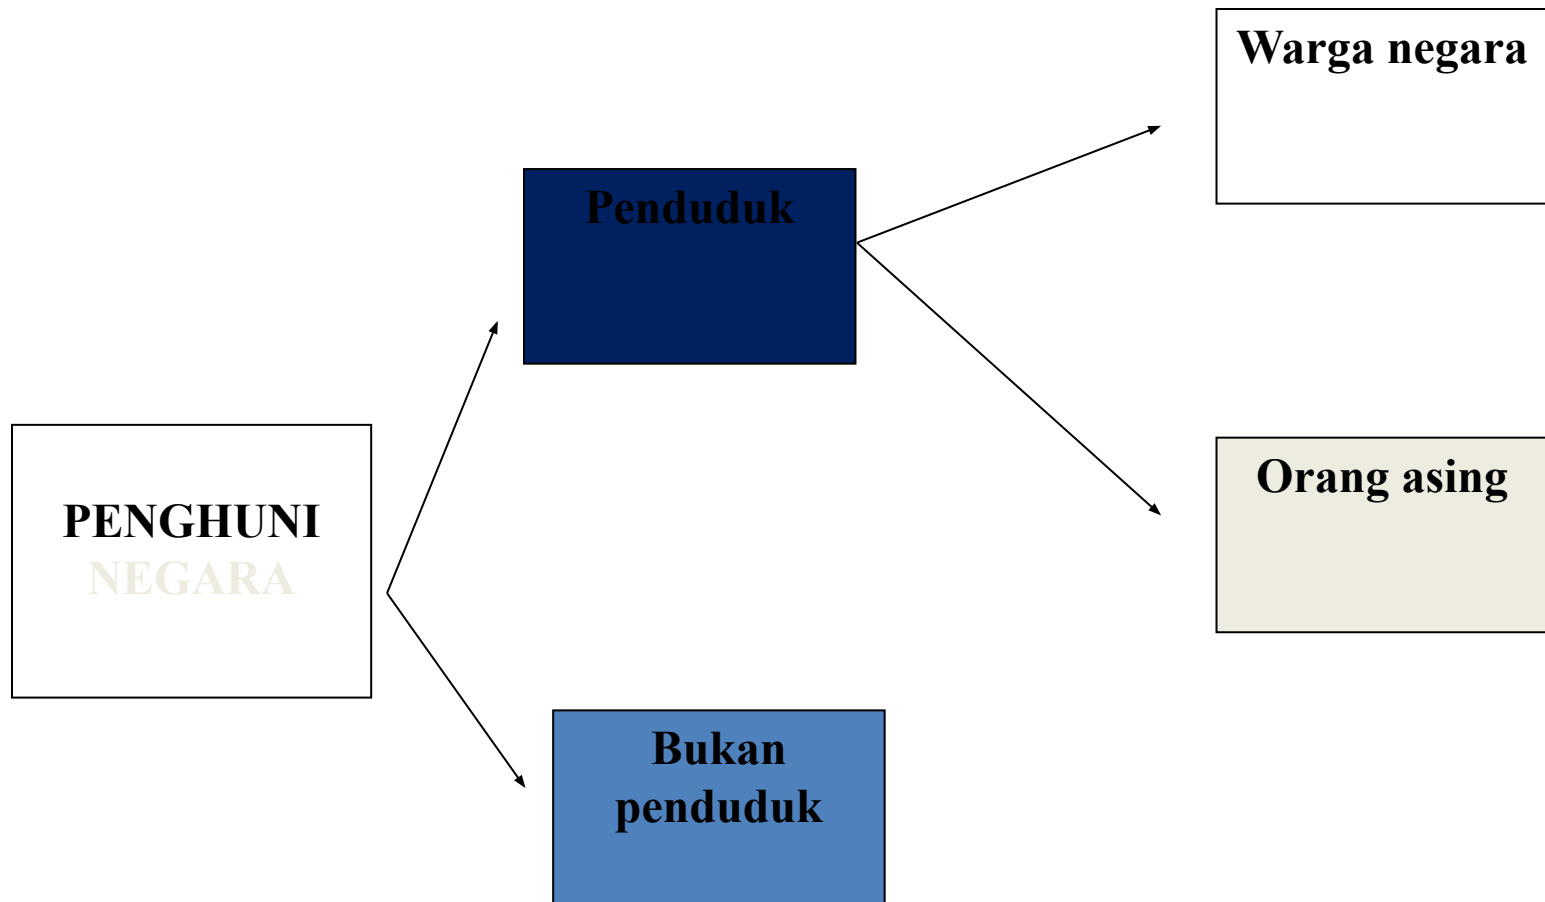 Warga negara
Penduduk
Orang asing
PENGHUNI
NEGARA
Bukan
penduduk